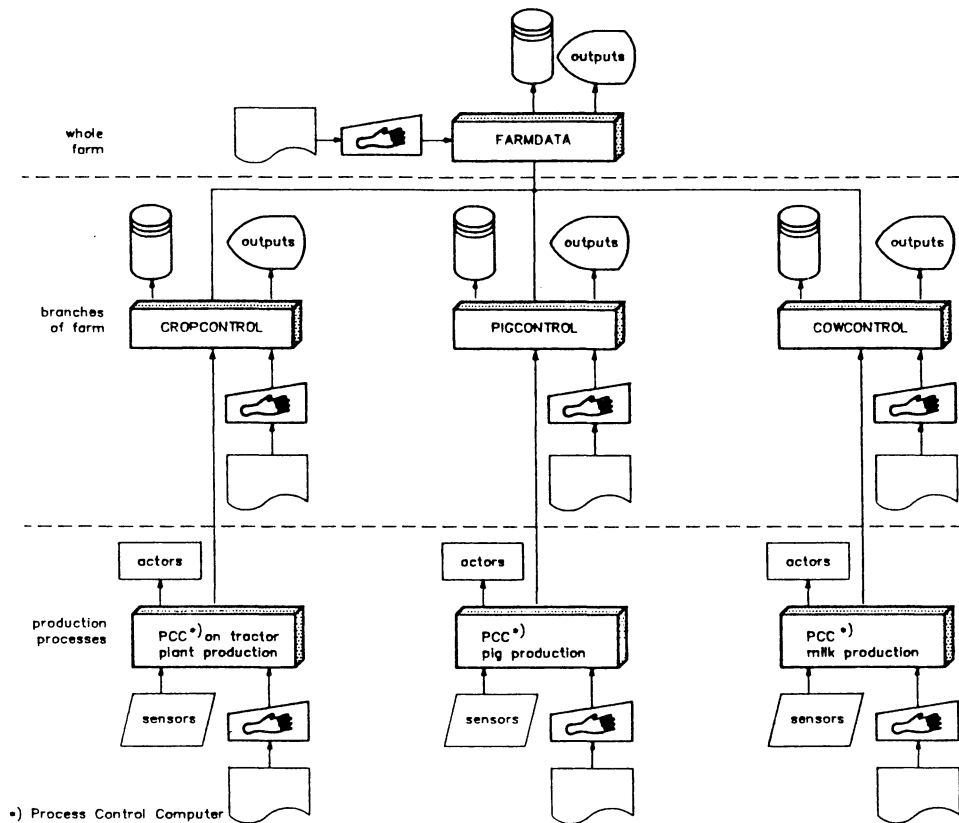 outputs
whole
farm
FARMDATA
outputs
outputs
outputs
branches
of farm
CROPCONTROL
PIGCONTROL
COWCONTROL
actors
actors
actors
production
processes
PCC*) on tractor
plant production
PCC*)
pig production
PCC*)
milk production
sensors
sensors
sensors
*) Process Control Computer